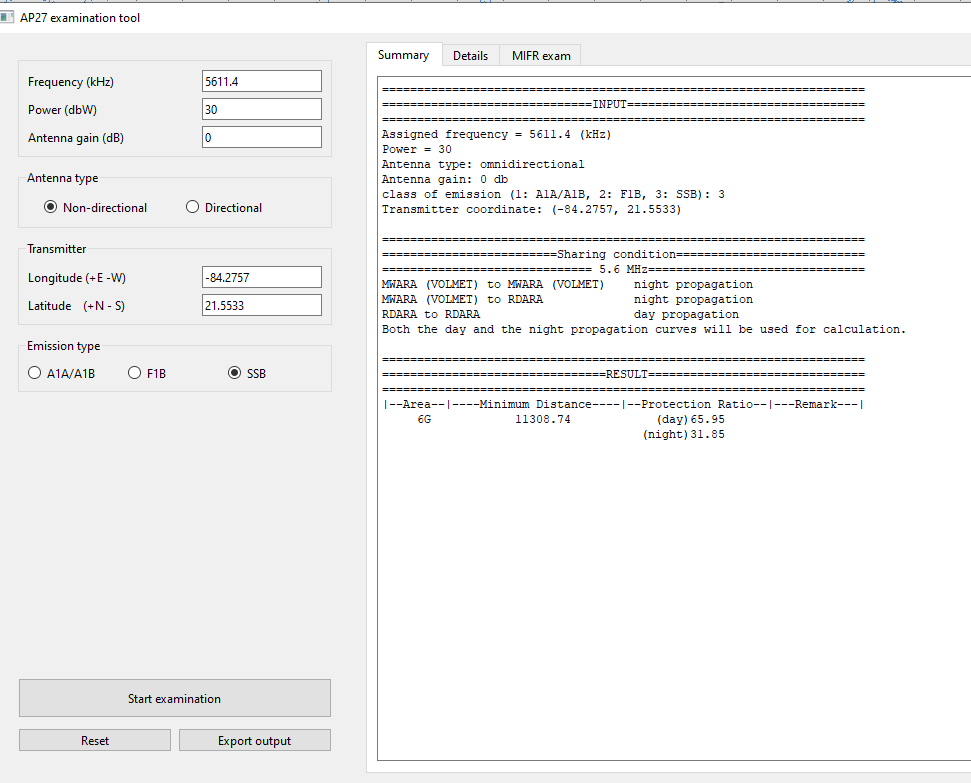 AP27 examination tool
Frequency (kHz) 5611.4
Power (dbW) 30
Antenna gain (dB) 0
Antenna type
Non-directional Directional
Transmitter
Longitude (+E -W) -84.2757
Latitude (+N - S) 21.5533
Emission type
A1A/A1B F1B SSB
Start examination
Reset Export output
Summary Details MIFR exam
=====================================================================
==============================INPUT==================================
=====================================================================
Assigned frequency = 5611.4 (kHz)
Power = 30
Antenna type: omnidirectional
Antenna gain: 0 db
class of emission (1: A1A/A1B, 2: F1B, 3: SSB): 3
Transmitter coordinate: (-84.2757, 21.5533)
=====================================================================
=========================Sharing condition===========================
============================== 5.6 MHz===============================
MWARA (VOLMET) to MWARA (VOLMET) night propagation
MWARA (VOLMET) to RDARA night propagation
RDARA to RDARA day propagation
Both the day and the night propagation curves will be used for calculation.
=====================================================================
================================RESULT===============================
=====================================================================
|--Area--|----Minimum Distance----|--Protection Ratio--|---Remark---|
6G 11308.74 (day)65.95
(night)31.85